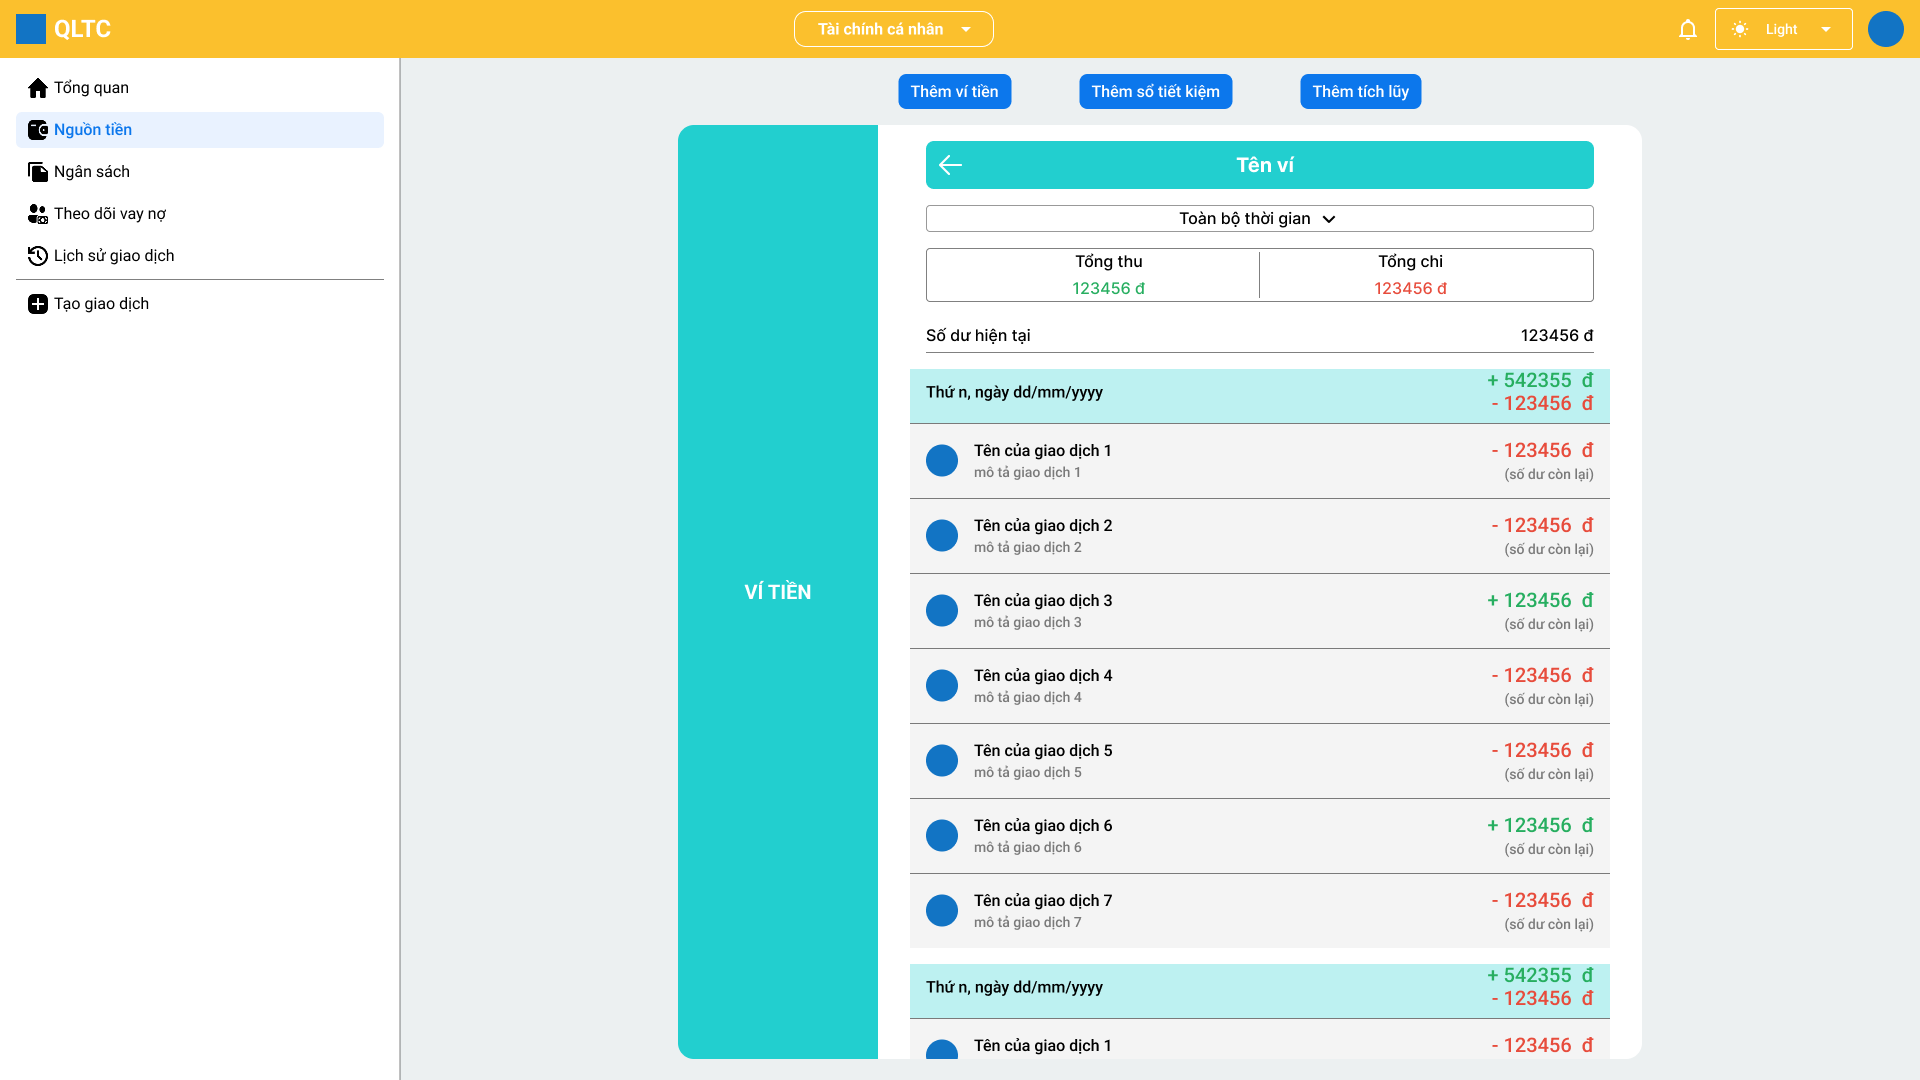 QLTC
Tài chính cá nhân
Light
Tổng quan
Nguồn tiền
Ngân sách
Theo dõi vay nợ
Lịch sử giao dịch
Tạo giao dịch
Thêm ví tiền
Thêm sổ tiết kiệm
Thêm tích lũy
VÍ TIỀN
Tên ví
Toàn bộ thời gian
Tổng thu
123456 đ
Tổng chi
123456 đ
Số dư hiện tại 123456 đ
Thứ n, ngày dd/mm/yyyy
+ 542355 đ
- 123456 đ
Tên của giao dịch 1
mô tả giao dịch 1
- 123456 đ
(số dư còn lại)
Tên của giao dịch 2
mô tả giao dịch 2
- 123456 đ
(số dư còn lại)
Tên của giao dịch 3
mô tả giao dịch 3
+ 123456 đ
(số dư còn lại)
Tên của giao dịch 4
mô tả giao dịch 4
- 123456 đ
(số dư còn lại)
Tên của giao dịch 5
mô tả giao dịch 5
- 123456 đ
(số dư còn lại)
Tên của giao dịch 6
mô tả giao dịch 6
+ 123456 đ
(số dư còn lại)
Tên của giao dịch 7
mô tả giao dịch 7
- 123456 đ
(số dư còn lại)
Thứ n, ngày dd/mm/yyyy
+ 542355 đ
- 123456 đ
Tên của giao dịch 1
- 123456 đ